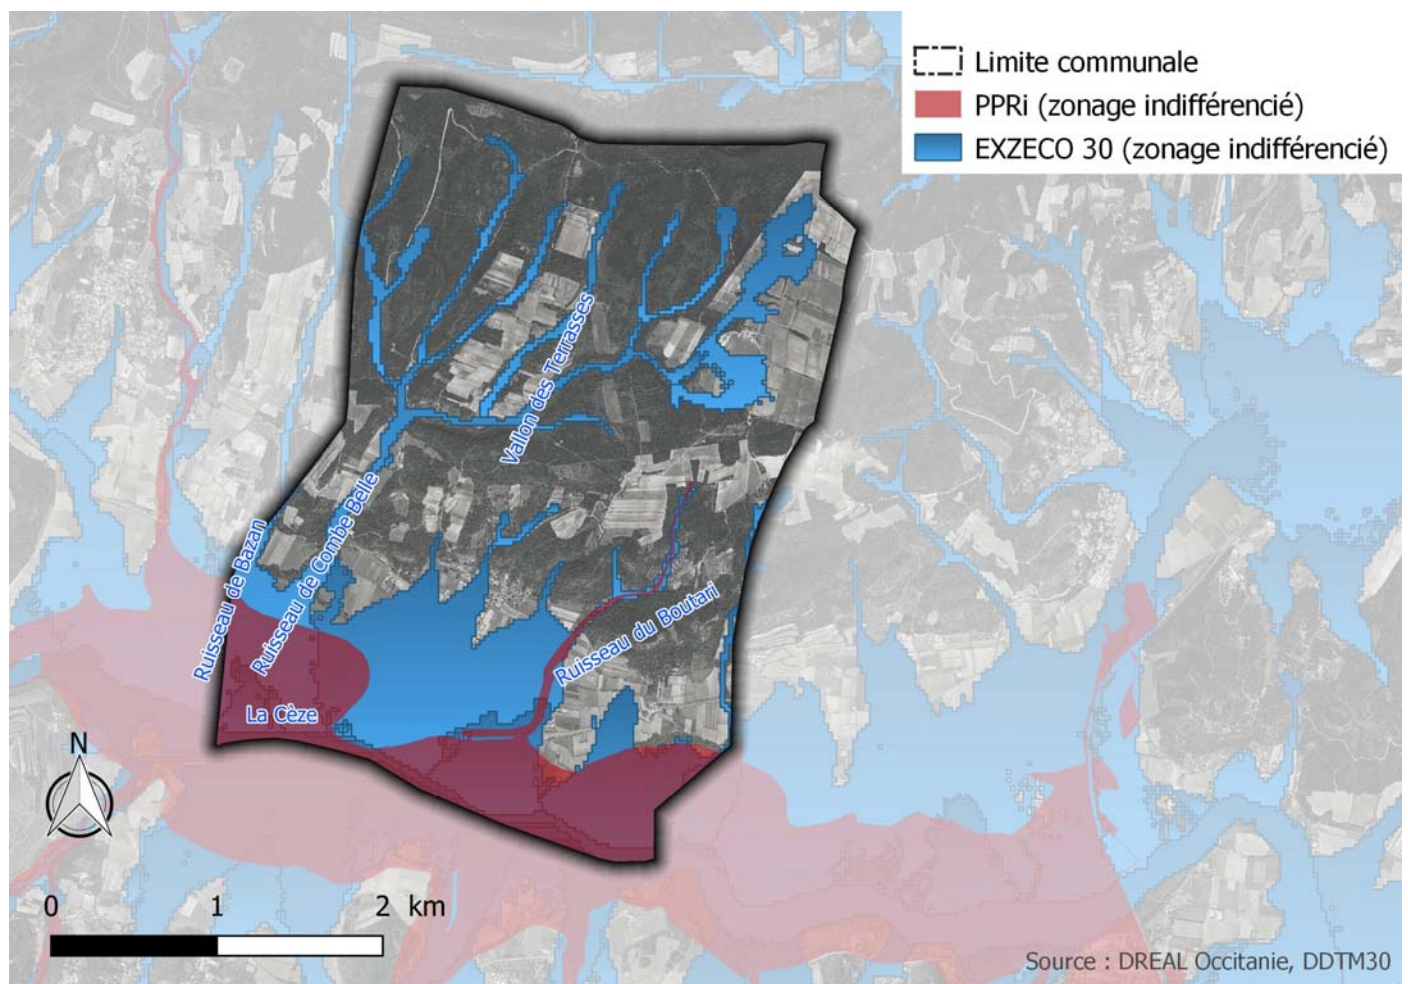 Limite communale
PPRi (zonage indifférencié)
EXZECO 30 (zonage indifférencié)
Vallon des Terrasses
Ruisseau de Bazan
Ruisseau de Combe Belle
Ruisseau du Boutari
La Cèze
N
0 1 2 km
Source : DREAL Occitanie, DDTM30